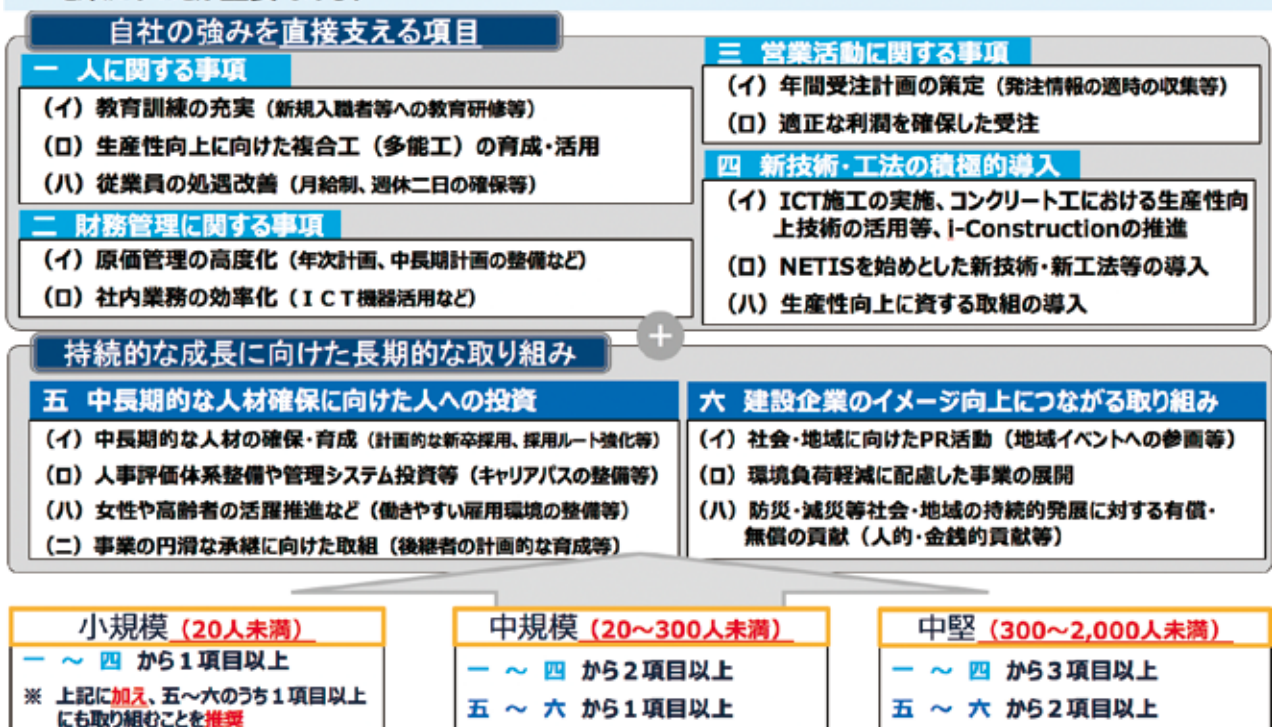 自社の強みを直接支える項目
一 人に関する事項
（イ）教育訓練の充実（新規入職者等への教育研修等）
（ロ）生産性向上に向けた複合工（多能工）の育成・活用
（ハ）従業員の処遇改善（月給制、週休二日の確保等）
二 財務管理に関する事項
（イ）原価管理の高度化（年次計画、中長期計画の整備など）
（ロ）社内業務の効率化（ＩＣＴ機器活用など）
三 営業活動に関する事項
（イ）年間受注計画の策定（発注情報の適時の収集等）
（ロ）適正な利潤を確保した受注
四 新技術・工法の積極的導入
（イ）ICT施工の実施、コンクリート工における生産性向
上技術の活用等、i-Constructionの推進
（ロ）NETISを始めとした新技術・新工法等の導入
（ハ）生産性向上に資する取組の導入
+
持続的な成長に向けた長期的な取り組み
五 中長期的な人材確保に向けた人への投資
（イ）中長期的な人材の確保・育成（計画的な新卒採用、採用ルート強化等）
（ロ）人事評価体系整備や管理システム投資等（キャリアパスの整備等）
（ハ）女性や高齢者の活躍推進など（働きやすい雇用環境の整備等）
（ニ）事業の円滑な承継に向けた取組（後継者の計画的な育成等）
六 建設企業のイメージ向上につながる取り組み
（イ）社会・地域に向けたPR活動（地域イベントへの参画等）
（ロ）環境負荷軽減に配慮した事業の展開
（ハ）防災・減災等社会・地域の持続的発展に対する有償・
無償の貢献（人的・金銭的貢献等）
小規模（20人未満）
一 ～ 四 から１項目以上
※ 上記に加え、五～六のうち１項目以上
にも取り組むことを推奨
中規模（20～300人未満）
一 ～ 四 から２項目以上
五 ～ 六 から１項目以上
中堅（300～2,000人未満）
一 ～ 四 から３項目以上
五 ～ 六 から２項目以上